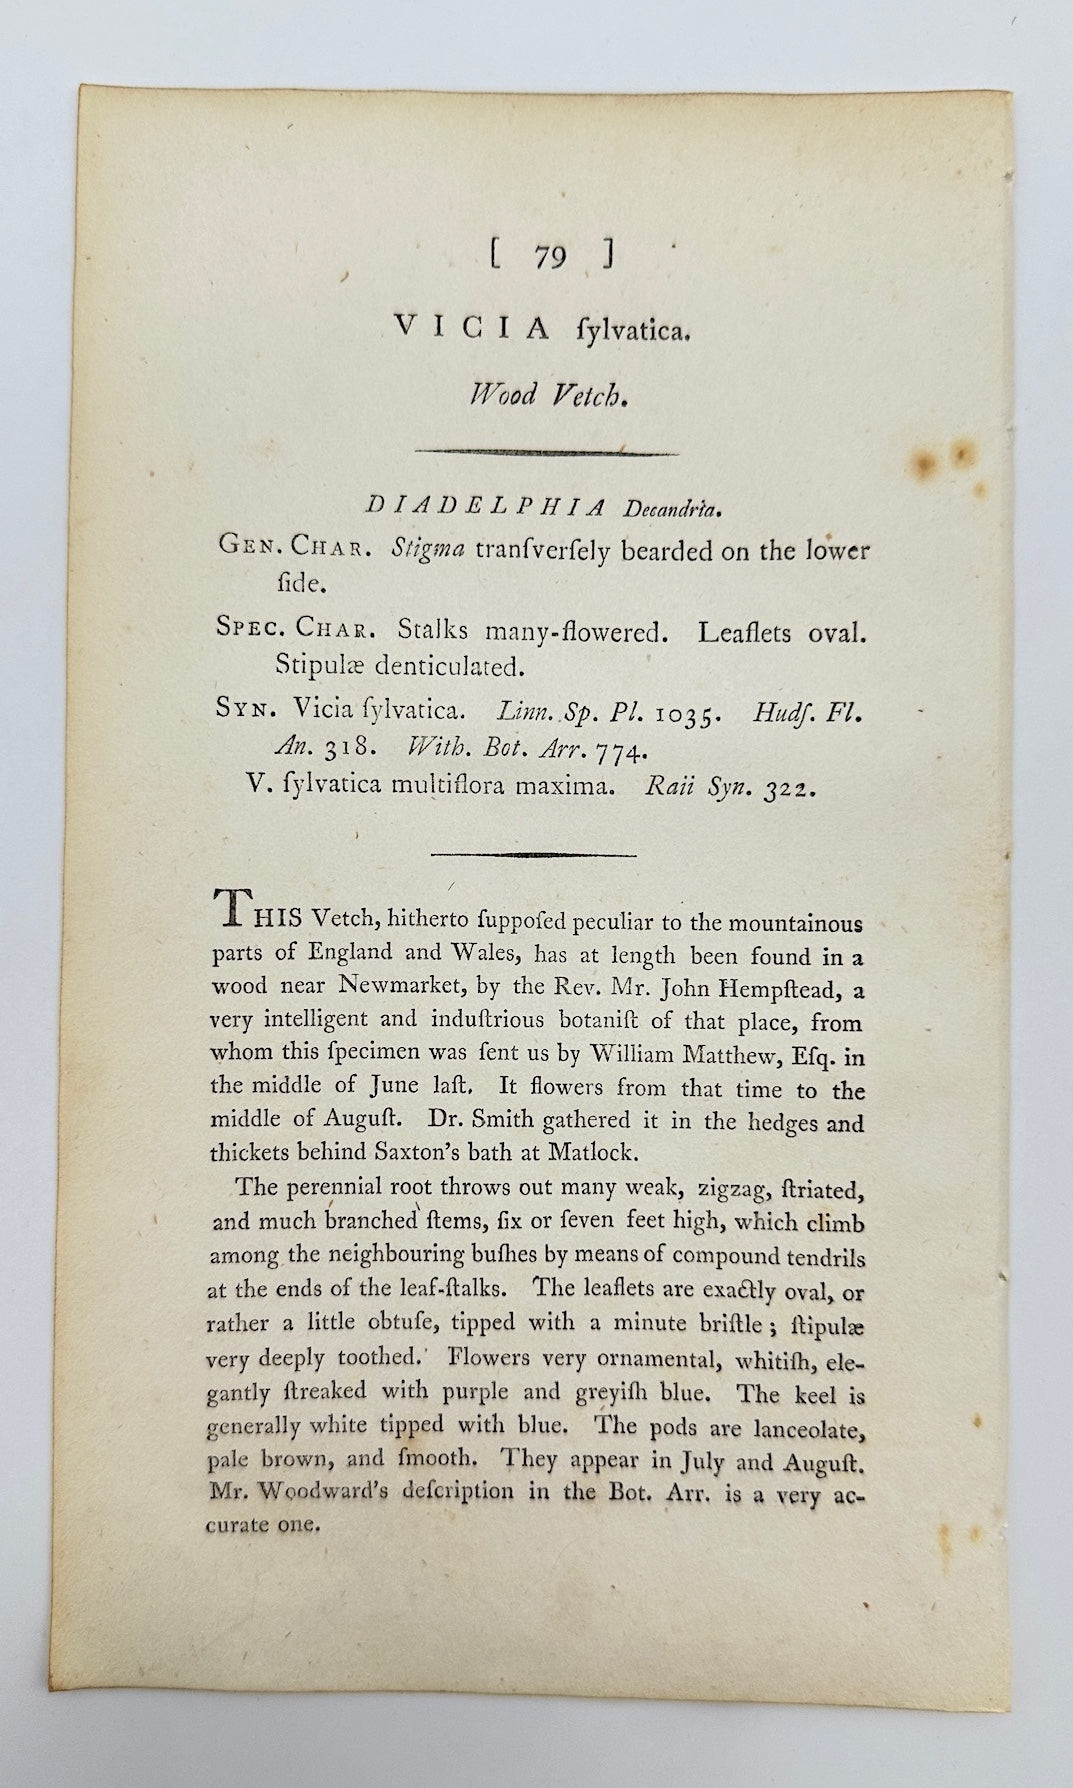 [ 79 ]
VICIA ſylvatica.
Wood Vetch.
DIADELPHIA Decandria.
GEN. CHAR. Stigma tranſverſely bearded on the lower
ſide.
SPEC. CHAR. Stalks many-flowered. Leaflets oval.
Stipulæ denticulated.
SYN. Vicia ſylvatica. Linn. Sp. Pl. 1035. Hudſ. Fl.
An. 318. With. Bot. Arr. 774.
V. ſylvatica multiflora maxima. Raii Syn. 322.
THIS Vetch, hitherto ſuppoſed peculiar to the mountainous
parts of England and Wales, has at length been found in a
wood near Newmarket, by the Rev. Mr. John Hempſtead, a
very intelligent and induſtrious botaniſt of that place, from
whom this ſpecimen was ſent us by William Matthew, Eſq. in
the middle of June laſt. It flowers from that time to the
middle of Auguſt. Dr. Smith gathered it in the hedges and
thickets behind Saxton's bath at Matlock.
The perennial root throws out many weak, zigzag, ſtriated,
and much branched ſtems, ſix or ſeven feet high, which climb
among the neighbouring buſhes by means of compound tendrils
at the ends of the leaf-ſtalks. The leaflets are exactly oval, or
rather a little obtuſe, tipped with a minute briſtle; ſtipulæ
very deeply toothed. Flowers very ornamental, whitiſh, ele-
gantly ſtreaked with purple and greyiſh blue. The keel is
generally white tipped with blue. The pods are lanceolate,
pale brown, and ſmooth. They appear in July and Auguſt.
Mr. Woodward's deſcription in the Bot. Arr. is a very ac-
curate one.